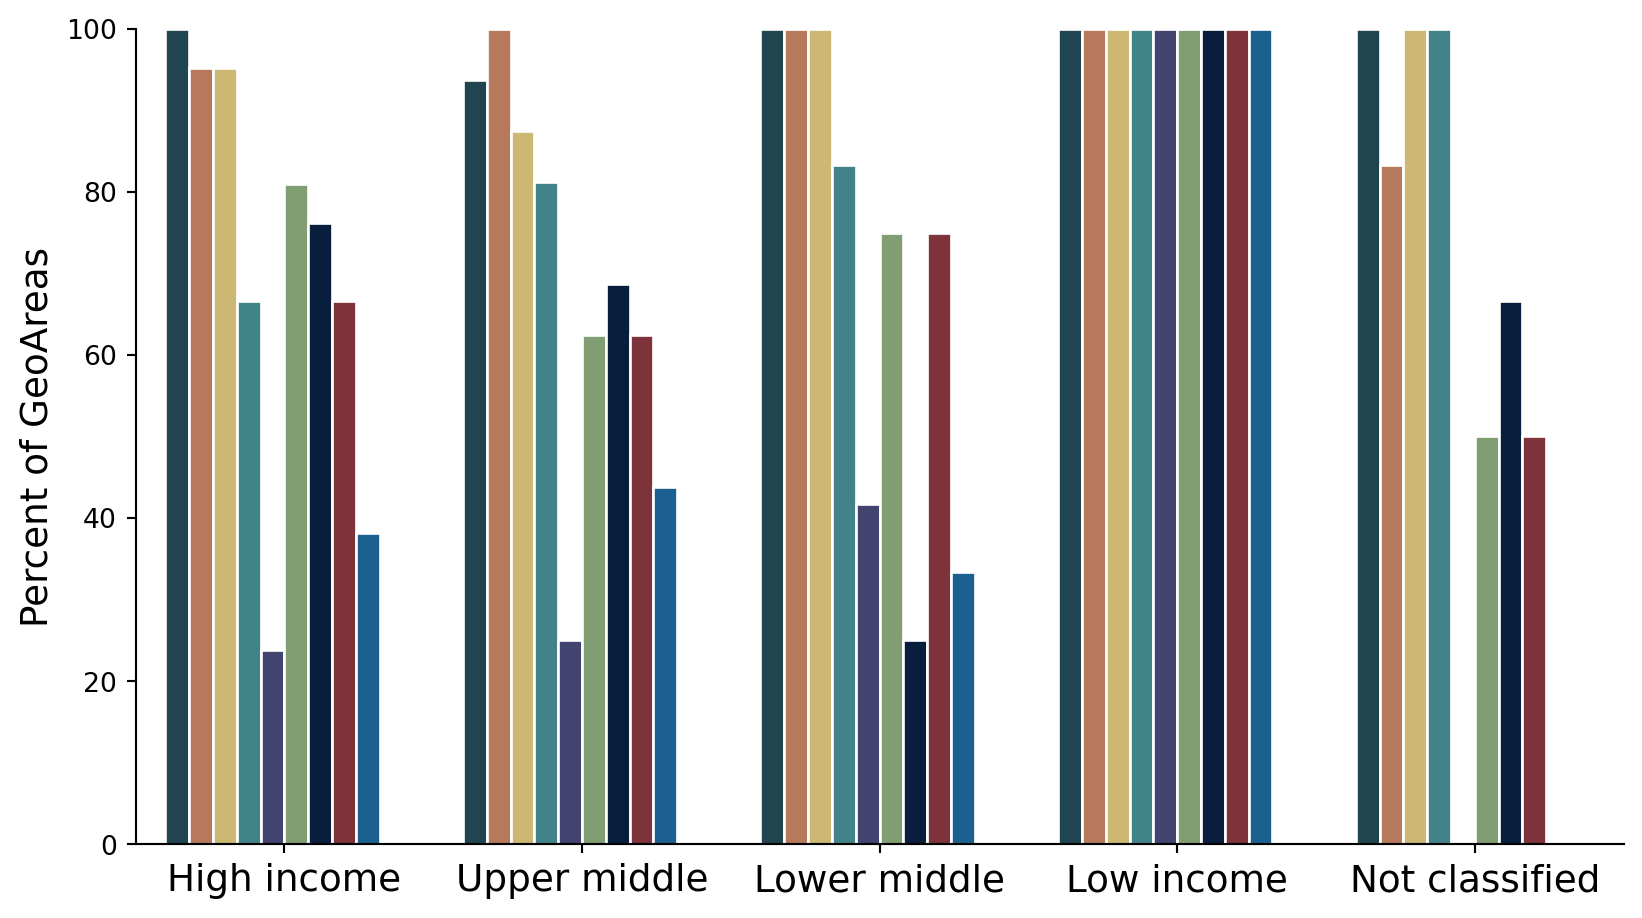 100
80
60
40
20
0
Percent of GeoAreas
High income
Upper middle
Lower middle
Low income
Not classified